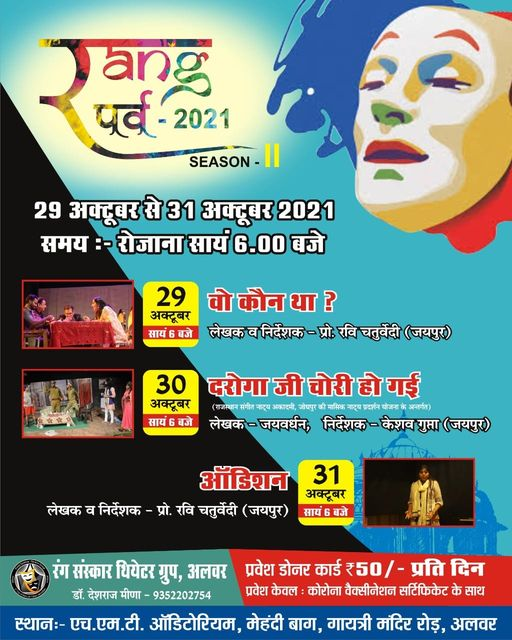 रang
पर्व - 2021
SEASON - II
29 अक्टूबर से 31 अक्टूबर 2021
समय :- रोजाना सायं 6.00 बजे
29
अक्टूबर
सायं 6 बजे
वो कौन था ?
लेखक व निर्देशक - प्रो. रवि चतुर्वेदी (जयपुर)
30
अक्टूबर
सायं 6 बजे
दरोगा जी चोरी हो गई
(राजस्थान संगीत नाट्य अकादमी, जोधपुर की मासिक नाट्य प्रदर्शन योजना के अन्तर्गत)
लेखक - जयवर्धन, निर्देशक - केशव गुप्ता (जयपुर)
ऑडिशन
लेखक व निर्देशक - प्रो. रवि चतुर्वेदी (जयपुर)
31
अक्टूबर
सायं 6 बजे
रंग संस्कार थियेटर ग्रुप, अलवर
डॉ. देशराज मीणा - 9352202754
प्रवेश डोनर कार्ड ₹50/- प्रति दिन
प्रवेश केवल : कोरोना वैक्सीनेशन सर्टिफिकेट के साथ
स्थानः- एच.एम.टी. ऑडिटोरियम, मेहंदी बाग, गायत्री मंदिर रोड़, अलवर